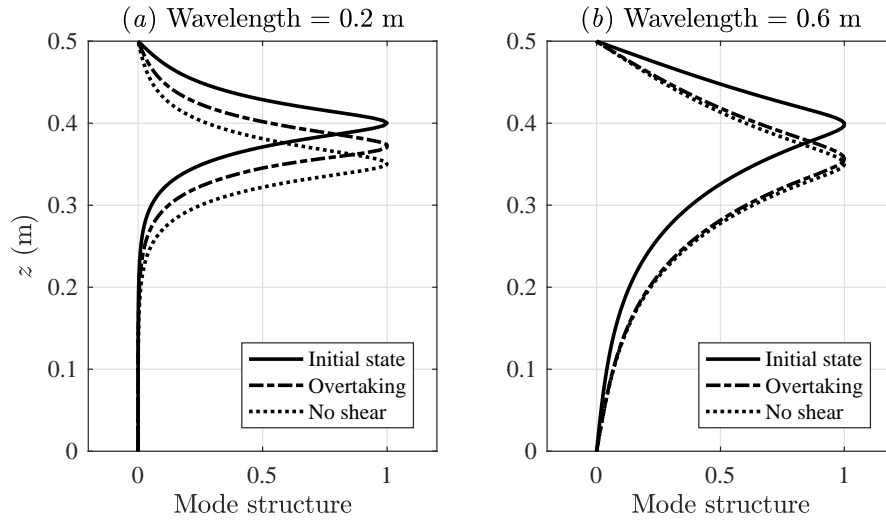 (a) Wavelength = 0.2 m
(b) Wavelength = 0.6 m
0.5
0.4
0.3
0.2
0.1
0
z (m)
0
0.5
1
Mode structure
Initial state
Overtaking
No shear
0.5
0.4
0.3
0.2
0.1
0
0
0.5
1
Mode structure
Initial state
Overtaking
No shear